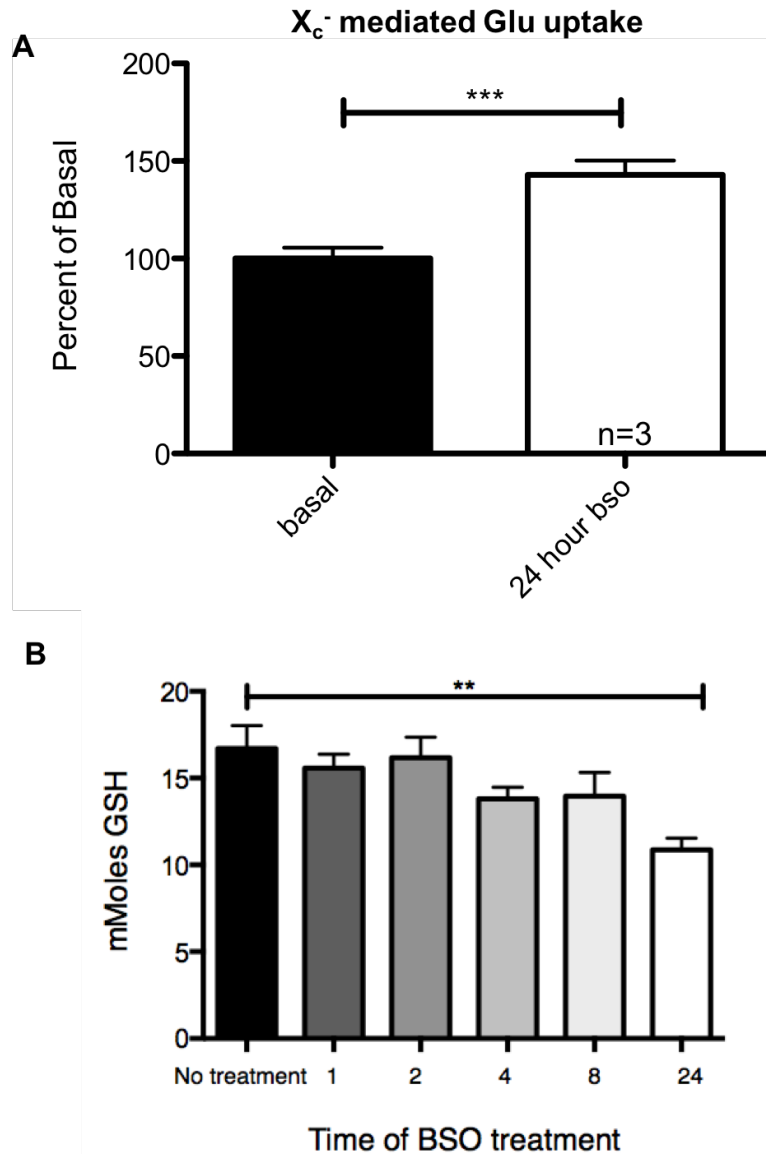 X_c^- mediated Glu uptake
A
200
***
150
100
50
0
Percent of Basal
n=3
basal
24 hour bso
B
20
**
15
10
5
0
mMoles GSH
No treatment 1 2 4 8 24
Time of BSO treatment